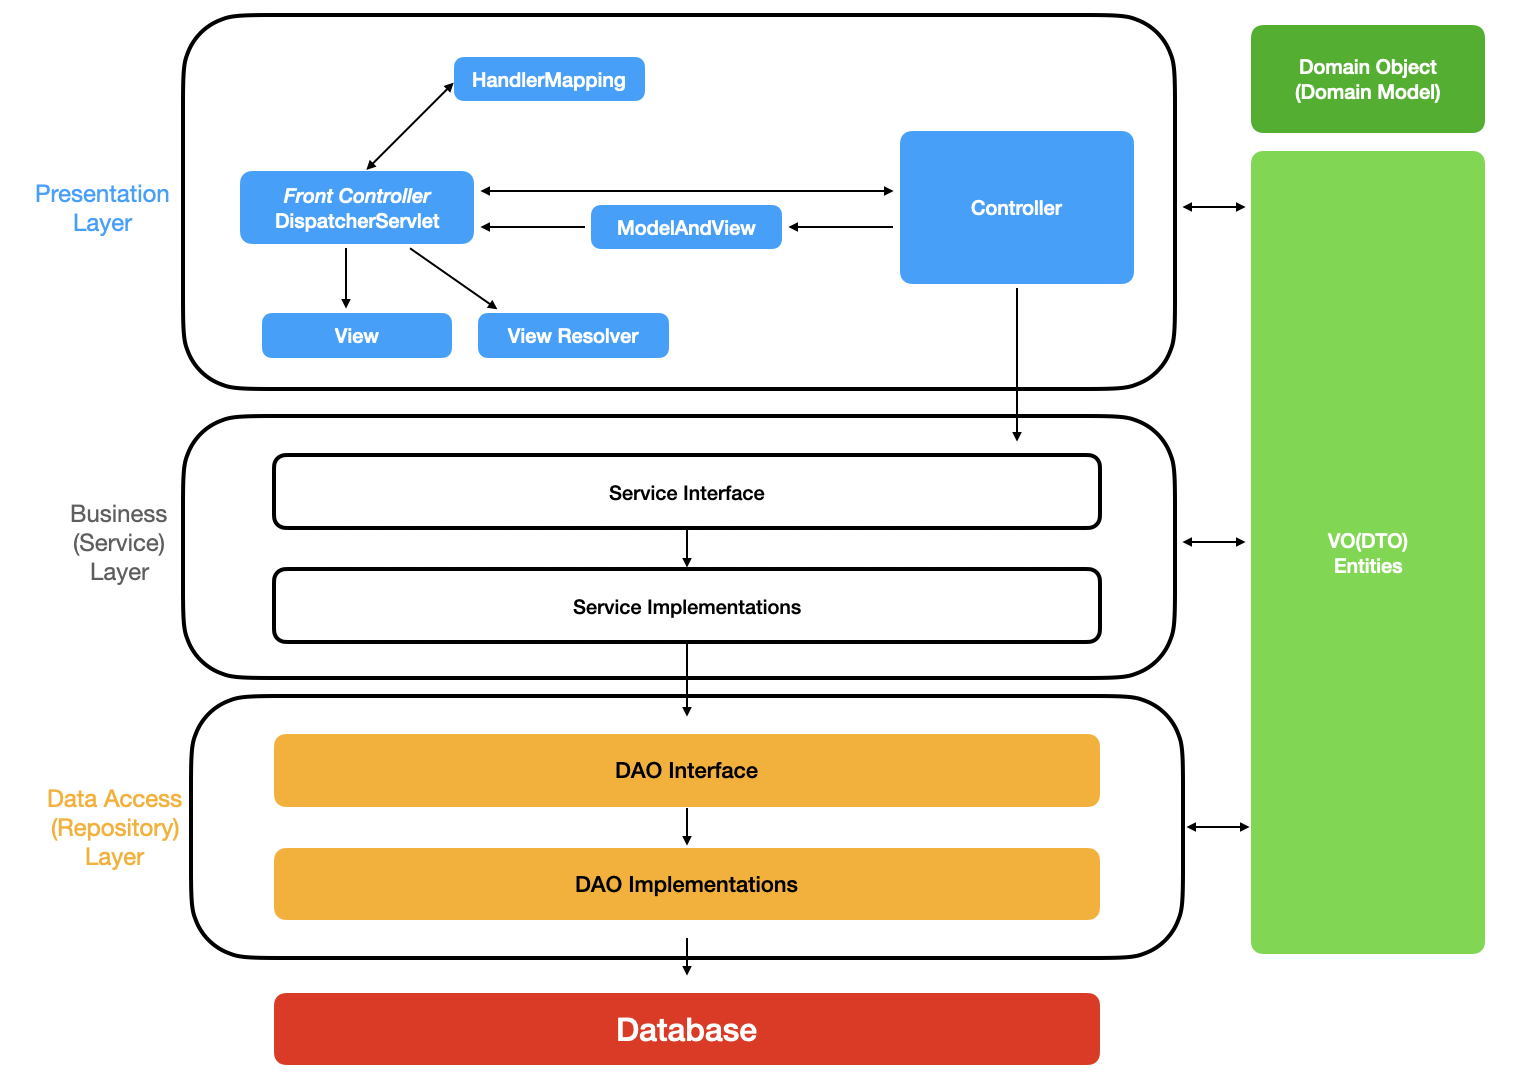 HandlerMapping
Domain Object
(Domain Model)
Presentation
Layer
Front Controller
DispatcherServlet
ModelAndView
Controller
View
View Resolver
Business
(Service)
Layer
Service Interface
Service Implementations
VO(DTO)
Entities
Data Access
(Repository)
Layer
DAO Interface
DAO Implementations
Database